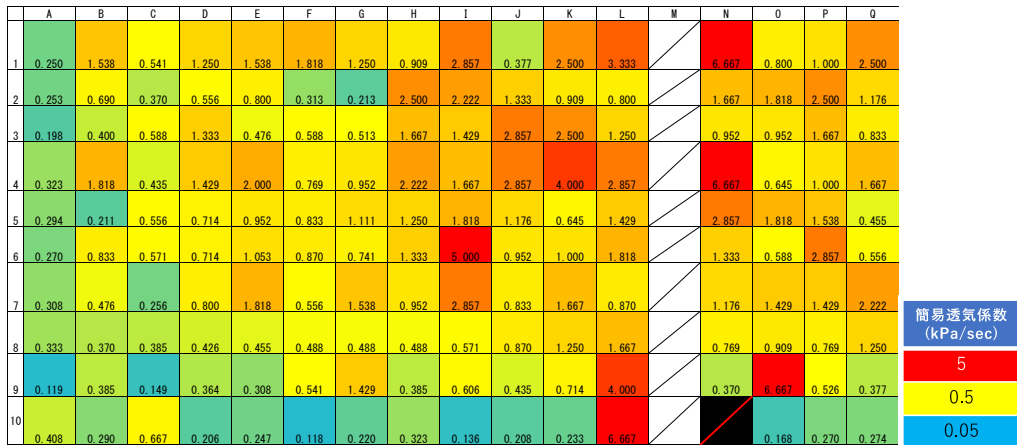 A B C D E F G H I J K L M N O P Q
1 0.250 1.538 0.541 1.250 1.538 1.818 1.250 0.909 2.857 0.377 2.500 3.333 6.667 0.800 1.000 2.500
2 0.253 0.690 0.370 0.556 0.800 0.313 0.213 2.500 2.222 1.333 0.909 0.800 1.667 1.818 2.500 1.176
3 0.198 0.400 0.588 1.333 0.476 0.588 0.513 1.667 1.429 2.857 2.500 1.250 0.952 0.952 1.667 0.833
4 0.323 1.818 0.435 1.429 2.000 0.769 0.952 2.222 1.667 2.857 4.000 2.857 6.667 0.645 1.000 1.667
5 0.294 0.211 0.556 0.714 0.952 0.833 1.111 1.250 1.818 1.176 0.645 1.429 2.857 1.818 1.538 0.455
6 0.270 0.833 0.571 0.714 1.053 0.870 0.741 1.333 5.000 0.952 1.000 1.818 1.333 0.588 2.857 0.556
7 0.308 0.476 0.256 0.800 1.818 0.556 1.538 0.952 2.857 0.833 1.667 0.870 1.176 1.429 1.429 2.222
8 0.333 0.370 0.385 0.426 0.455 0.488 0.488 0.488 0.571 0.870 1.250 1.667 0.769 0.909 0.769 1.250
9 0.119 0.385 0.149 0.364 0.308 0.541 1.429 0.385 0.606 0.435 0.714 4.000 0.370 6.667 0.526 0.377
10 0.408 0.290 0.667 0.206 0.247 0.118 0.220 0.323 0.136 0.208 0.233 6.667 0.168 0.270 0.274
簡易透気係数
(kPa/sec)
5
0.5
0.05